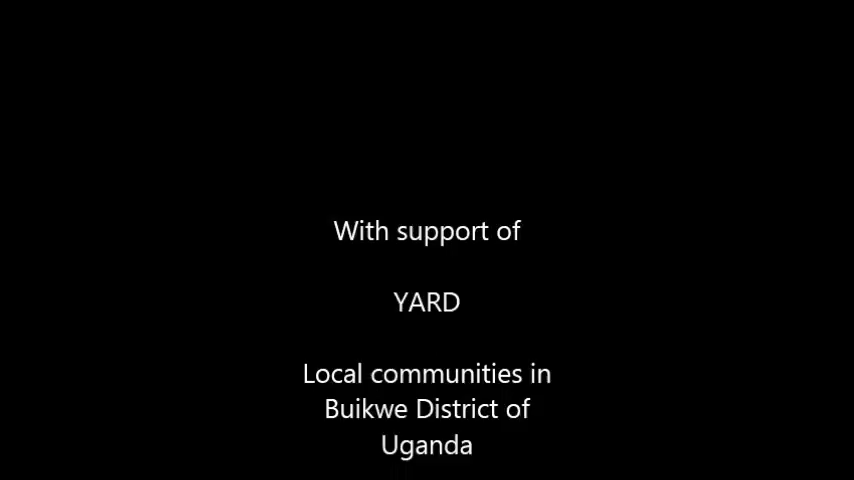 With support of
YARD
Local communities in
Buikwe District of
Uganda